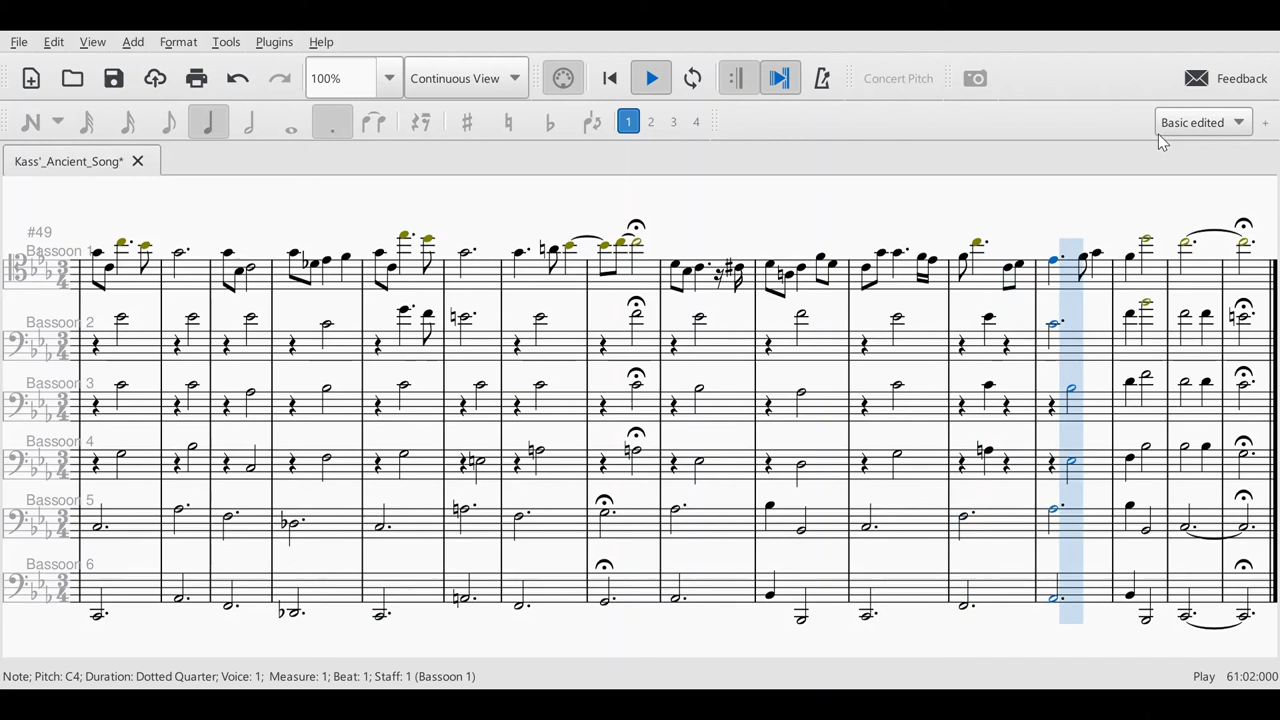 File Edit View Add Format Tools Plugins Help
100% Continuous View Concert Pitch Feedback
1 2 3 4 Basic edited +
Kass'_Ancient_Song*
#49
Bassoon 1
Bassoon 2
Bassoon 3
Bassoon 4
Bassoon 5
Bassoon 6
Note; Pitch: C4; Duration: Dotted Quarter; Voice: 1; Measure: 1; Beat: 1; Staff: 1 (Bassoon 1) Play 61:02:000